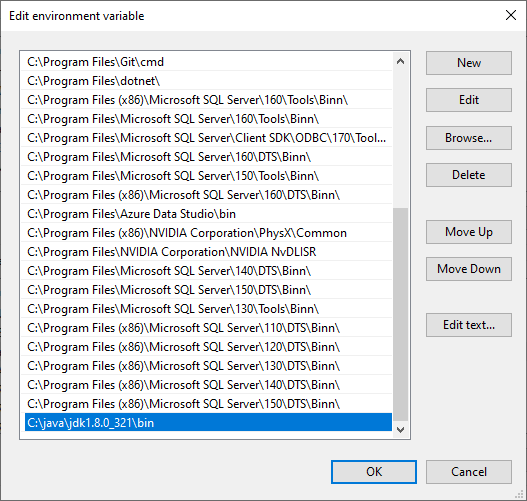 Edit environment variable
C:\Program Files\Git\cmd
C:\Program Files\dotnet\
C:\Program Files (x86)\Microsoft SQL Server\160\Tools\Binn\
C:\Program Files\Microsoft SQL Server\160\Tools\Binn\
C:\Program Files\Microsoft SQL Server\Client SDK\ODBC\170\Tool...
C:\Program Files\Microsoft SQL Server\160\DTS\Binn\
C:\Program Files\Microsoft SQL Server\150\Tools\Binn\
C:\Program Files (x86)\Microsoft SQL Server\160\DTS\Binn\
C:\Program Files\Azure Data Studio\bin
C:\Program Files (x86)\NVIDIA Corporation\PhysX\Common
C:\Program Files\NVIDIA Corporation\NVIDIA NvDLISR
C:\Program Files\Microsoft SQL Server\140\DTS\Binn\
C:\Program Files\Microsoft SQL Server\150\DTS\Binn\
C:\Program Files\Microsoft SQL Server\130\Tools\Binn\
C:\Program Files (x86)\Microsoft SQL Server\110\DTS\Binn\
C:\Program Files (x86)\Microsoft SQL Server\120\DTS\Binn\
C:\Program Files (x86)\Microsoft SQL Server\130\DTS\Binn\
C:\Program Files (x86)\Microsoft SQL Server\140\DTS\Binn\
C:\Program Files (x86)\Microsoft SQL Server\150\DTS\Binn\
C:\java\jdk1.8.0_321\bin
New
Edit
Browse...
Delete
Move Up
Move Down
Edit text...
OK
Cancel